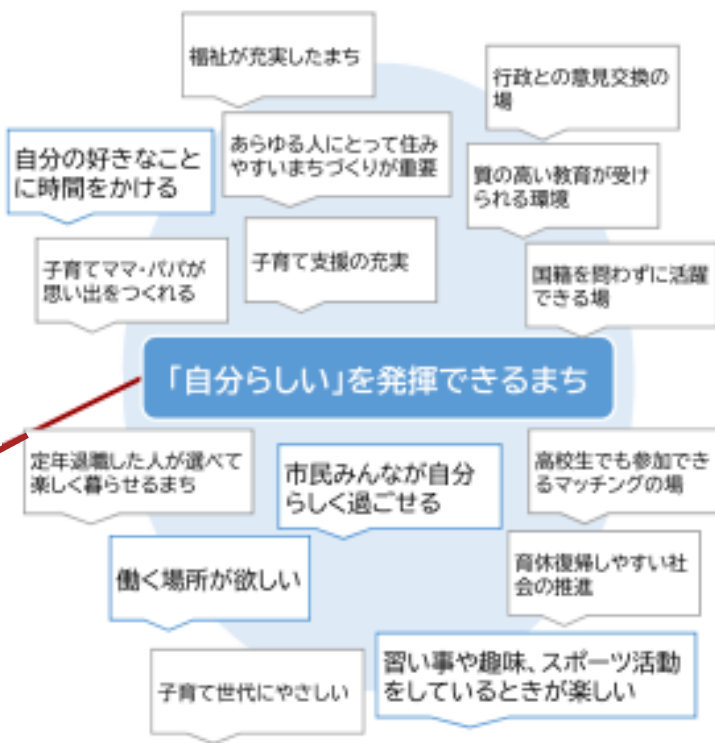 福祉が充実したまち
行政との意見交換の
場
あらゆる人にとって住み
やすいまちづくりが重要
自分の好きなこと
に時間をかける
質の高い教育が受け
られる環境
子育てママ・パパが
思い出をつくれる
子育て支援の充実
国籍を問わずに活躍
できる場
「自分らしい」を発揮できるまち
定年退職した人が選べて
楽しく暮らせるまち
市民みんなが自分
らしく過ごせる
高校生でも参加でき
るマッチングの場
働く場所が欲しい
育休復帰しやすい社
会の推進
子育て世代にやさしい
習い事や趣味、スポーツ活動
をしているときが楽しい